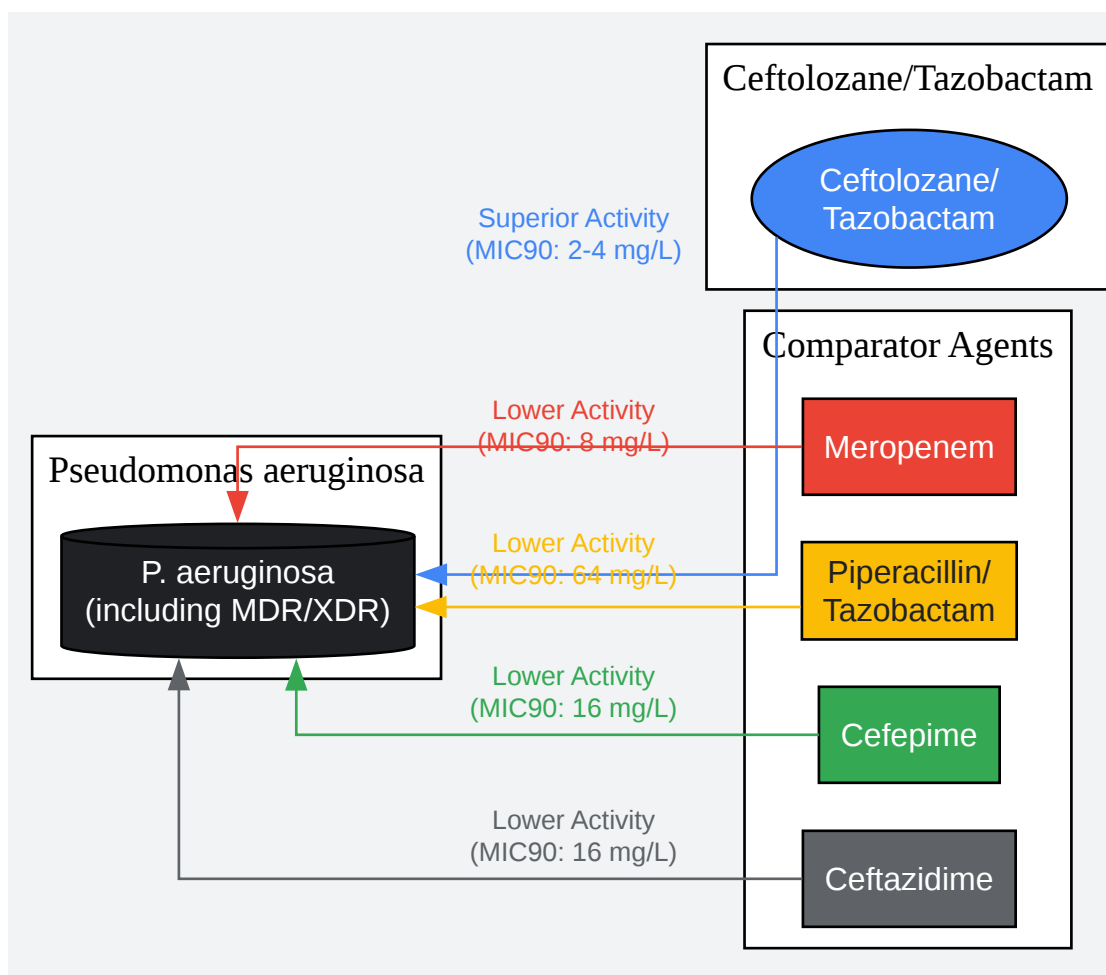 Ceftolozane/Tazobactam
Ceftolozane/
Tazobactam
Superior Activity
(MIC90: 2-4 mg/L)
Comparator Agents
Lower Activity
(MIC90: 8 mg/L)
Meropenem
Pseudomonas aeruginosa
P. aeruginosa
(including MDR/XDR)
Lower Activity
(MIC90: 64 mg/L)
Piperacillin/
Tazobactam
Lower Activity
(MIC90: 16 mg/L)
Cefepime
Lower Activity
(MIC90: 16 mg/L)
Ceftazidime